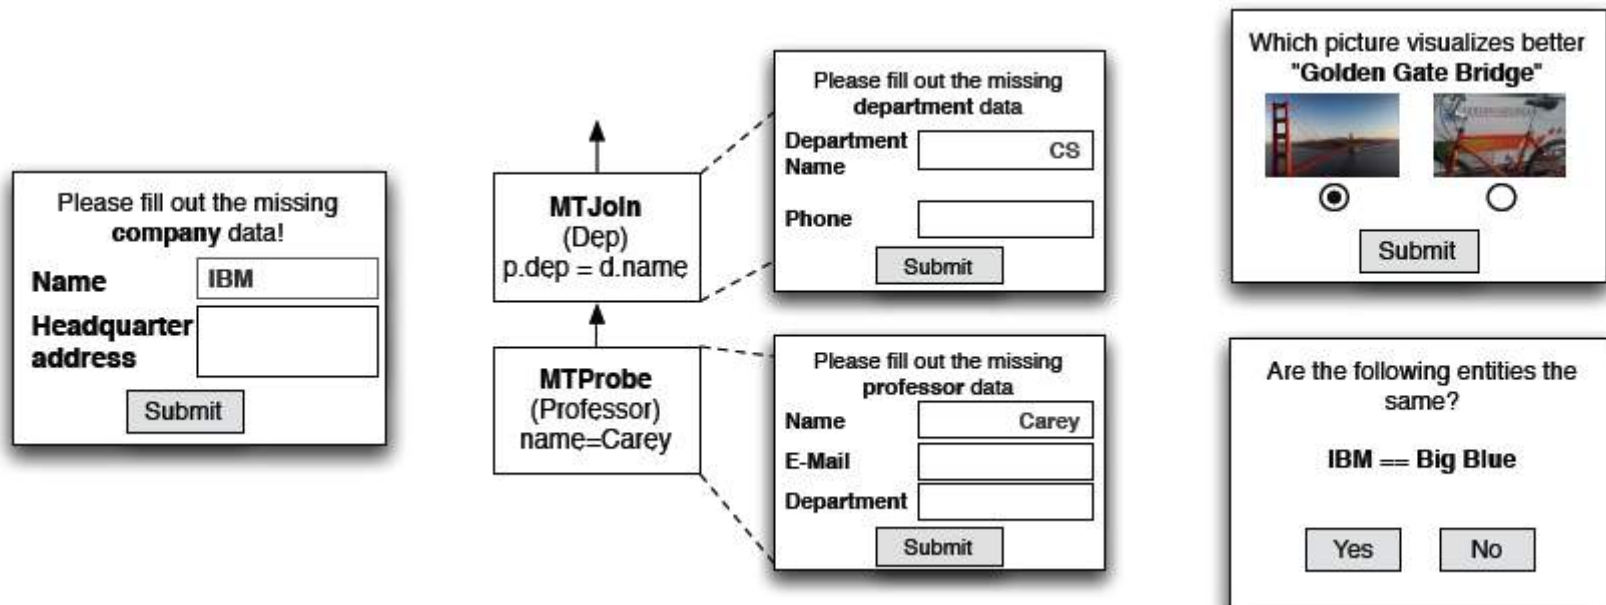 Please fill out the missing
company data!
Name IBM
Headquarter
address
Submit
MTJoin
(Dep)
p.dep = d.name
MTProbe
(Professor)
name=Carey
Please fill out the missing
department data
Department
Name CS
Phone
Submit
Please fill out the missing
professor data
Name Carey
E-Mail
Department
Submit
Which picture visualizes better
"Golden Gate Bridge"
Submit
Are the following entities the
same?
IBM == Big Blue
Yes No